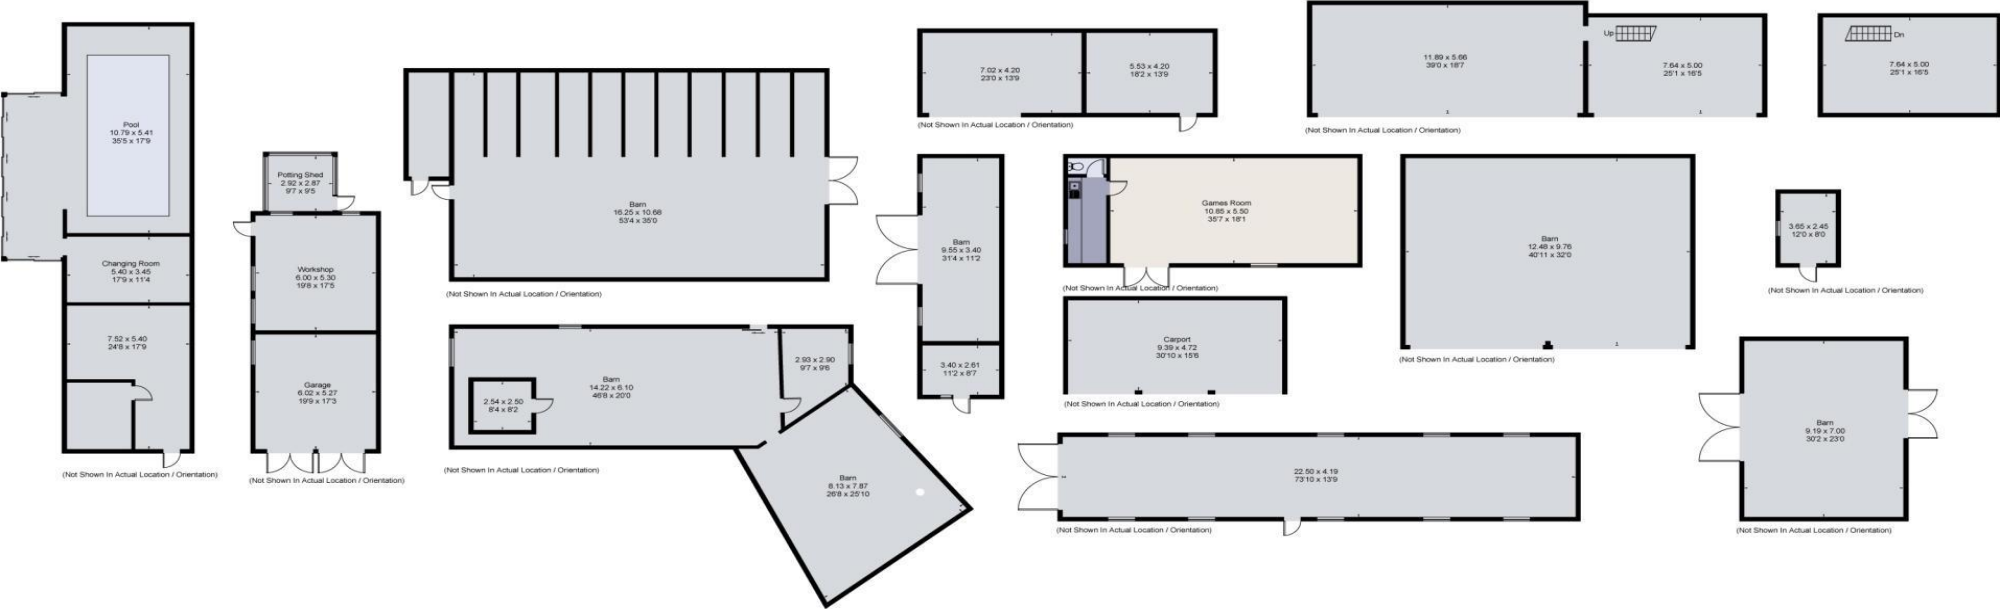 Pool
10.79 x 5.41
35'5 x 17'9
Changing Room
5.40 x 3.45
17'9 x 11'4
7.52 x 5.40
24'8 x 17'9
(Not Shown In Actual Location / Orientation)
Potting Shed
2.92 x 2.87
9'7 x 9'5
Workshop
6.00 x 5.30
19'8 x 17'5
Garage
6.02 x 5.27
19'9 x 17'3
(Not Shown In Actual Location / Orientation)
Barn
16.25 x 10.68
53'4 x 35'0
(Not Shown In Actual Location / Orientation)
Barn
14.22 x 6.10
46'8 x 20'0
2.54 x 2.50
8'4 x 8'2
2.93 x 2.90
9'7 x 9'6
Barn
8.13 x 7.87
26'8 x 25'10
(Not Shown In Actual Location / Orientation)
7.02 x 4.20
23'0 x 13'9
5.53 x 4.20
18'2 x 13'9
(Not Shown In Actual Location / Orientation)
Barn
9.55 x 3.40
31'4 x 11'2
3.40 x 2.61
11'2 x 8'7
Games Room
10.85 x 5.50
35'7 x 18'1
(Not Shown In Actual Location / Orientation)
Carport
9.39 x 4.72
30'10 x 15'6
(Not Shown In Actual Location / Orientation)
22.50 x 4.19
73'10 x 13'9
(Not Shown In Actual Location / Orientation)
11.89 x 5.66
39'0 x 18'7
Up
7.64 x 5.00
25'1 x 16'5
(Not Shown In Actual Location / Orientation)
Dn
7.64 x 5.00
25'1 x 16'5
Barn
12.48 x 9.76
40'11 x 32'0
(Not Shown In Actual Location / Orientation)
3.65 x 2.45
12'0 x 8'0
(Not Shown In Actual Location / Orientation)
Barn
9.19 x 7.00
30'2 x 23'0
(Not Shown In Actual Location / Orientation)